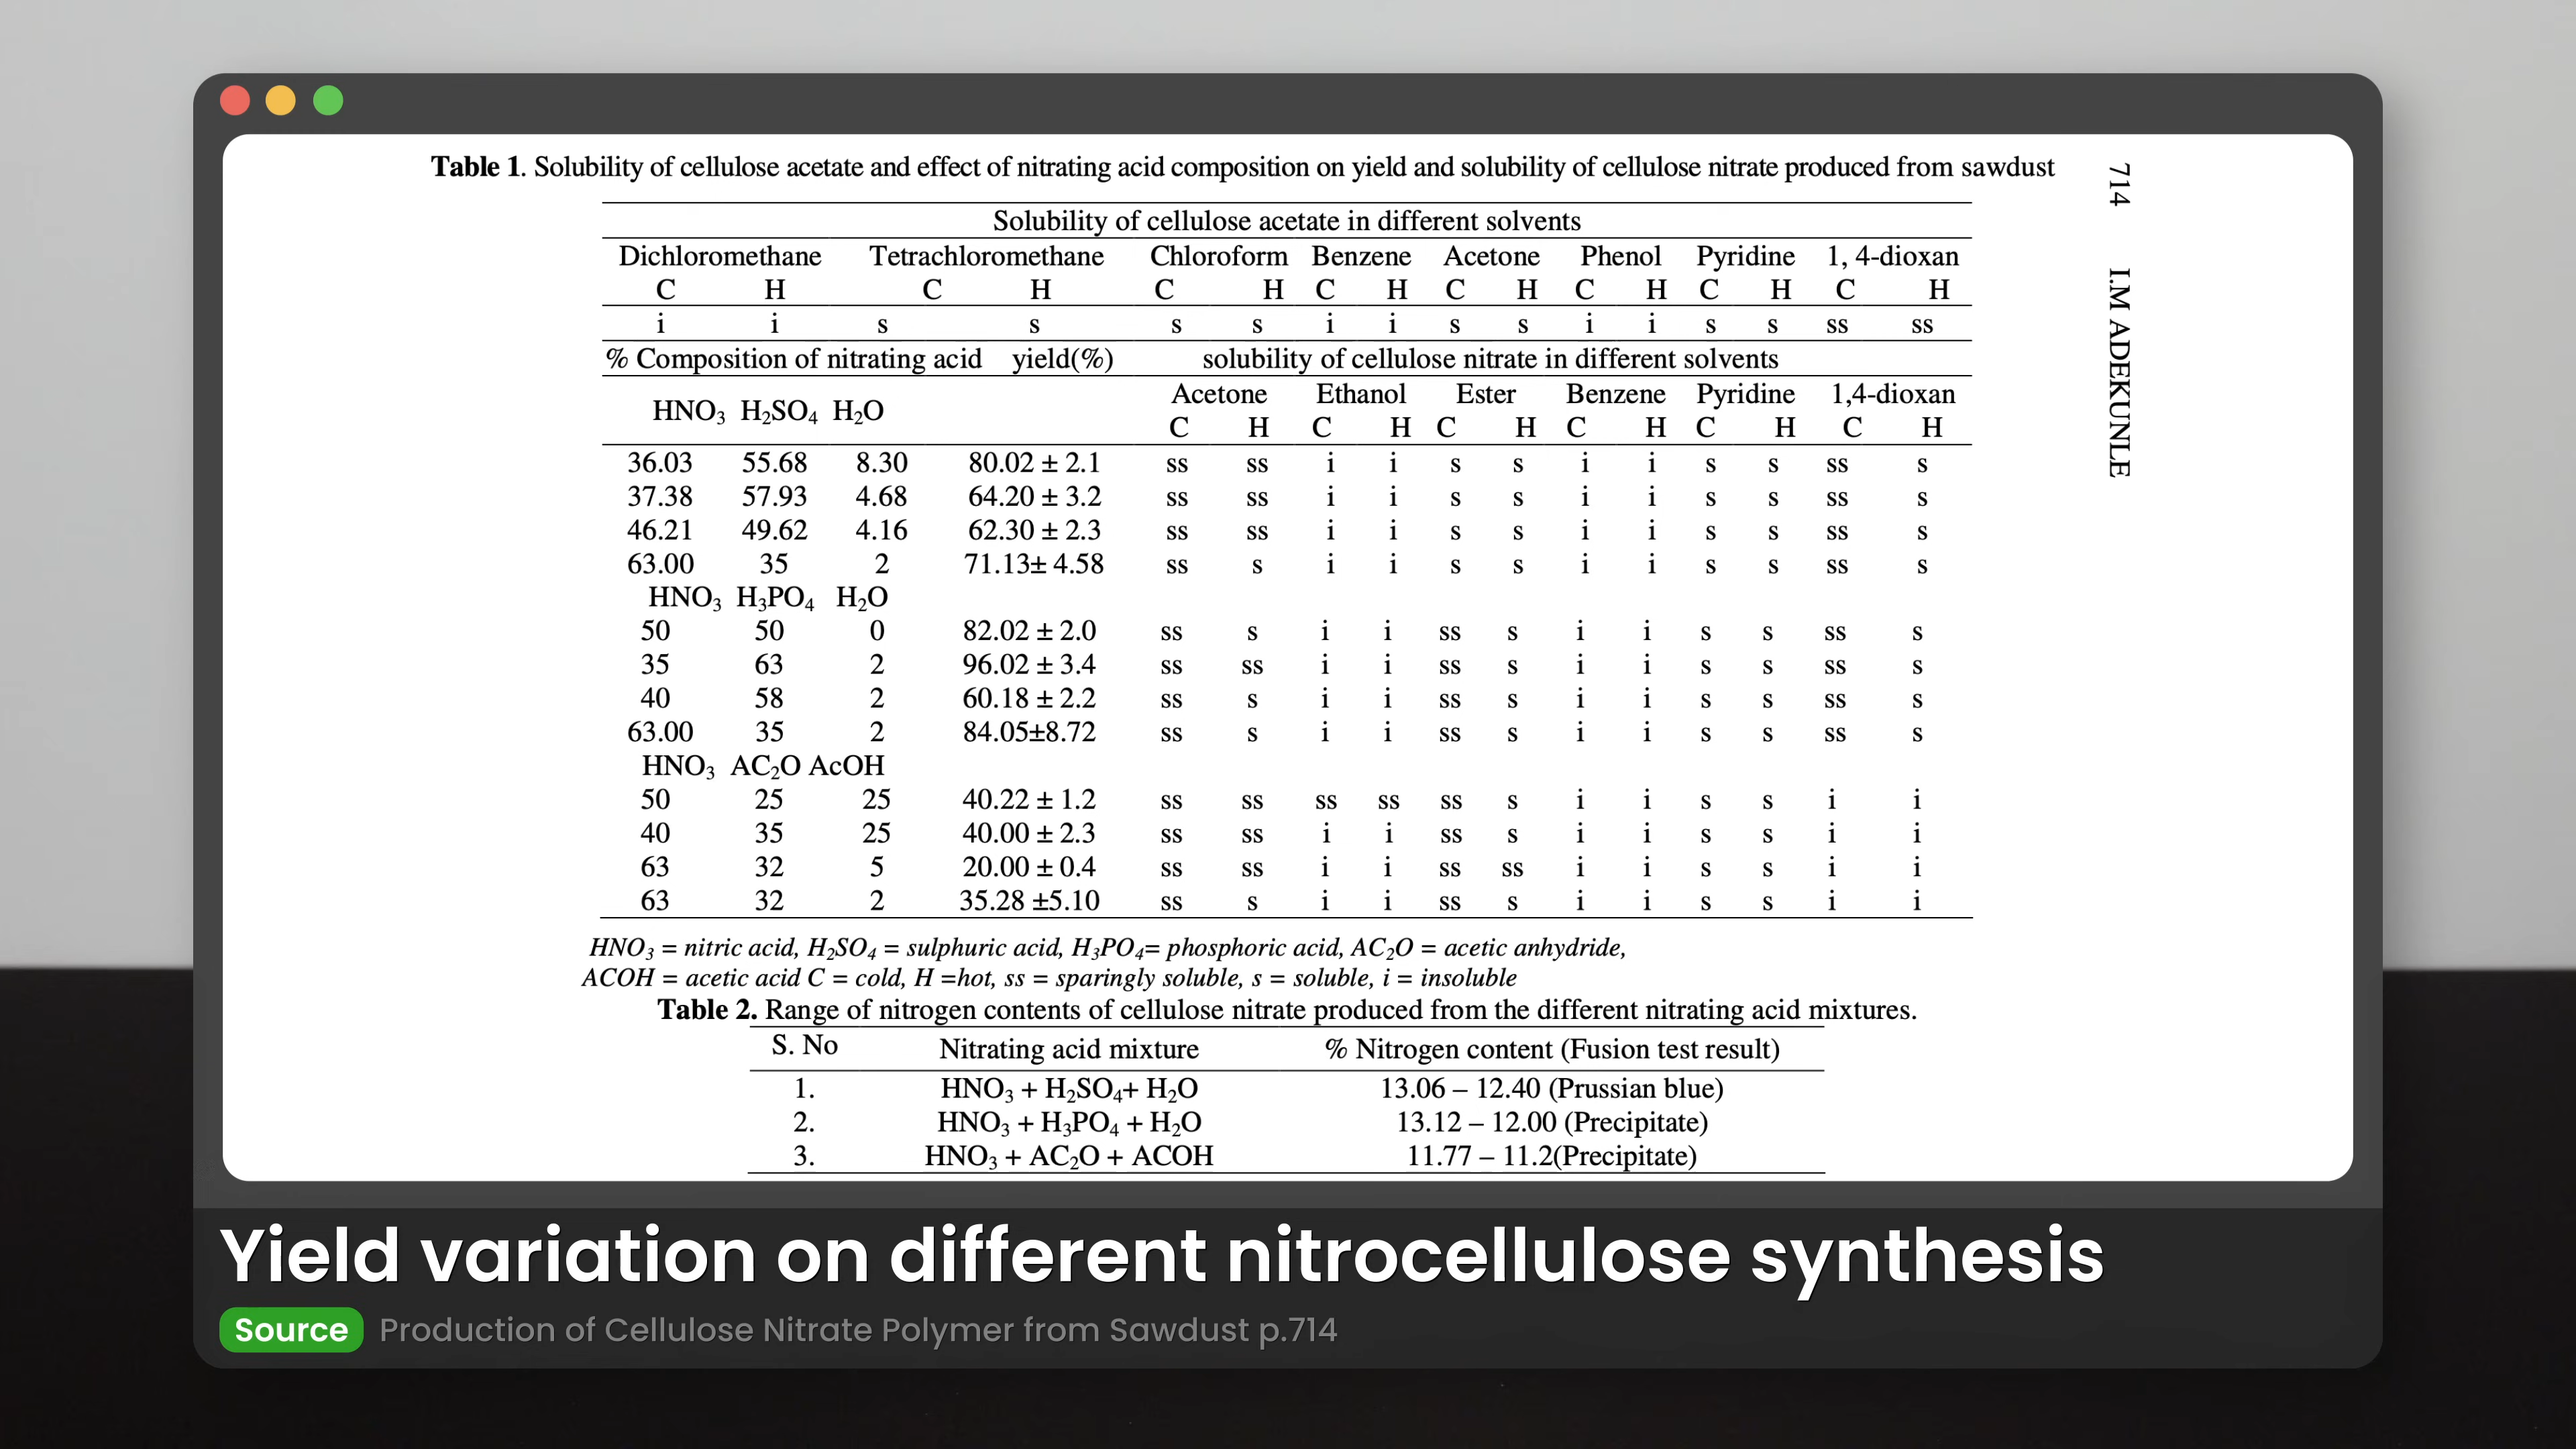 Table 1. Solubility of cellulose acetate and effect of nitrating acid composition on yield and solubility of cellulose nitrate produced from sawdust
714 I.M ADEKUNLE
Solubility of cellulose acetate in different solvents
Dichloromethane Tetrachloromethane Chloroform Benzene Acetone Phenol Pyridine 1, 4-dioxan
C H C H C H C H C H C H C H C H
i i s s s s i i s s i i s s ss ss
% Composition of nitrating acid yield(%) solubility of cellulose nitrate in different solvents
Acetone Ethanol Ester Benzene Pyridine 1,4-dioxan
HNO₃ H₂SO₄ H₂O
C H C H C H C H C H C H
36.03 55.68 8.30 80.02 ± 2.1 ss ss i i s s i i s s ss s
37.38 57.93 4.68 64.20 ± 3.2 ss ss i i s s i i s s ss s
46.21 49.62 4.16 62.30 ± 2.3 ss ss i i s s i i s s ss s
63.00 35 2 71.13± 4.58 ss s i i s s i i s s ss s
HNO₃ H₃PO₄ H₂O
50 50 0 82.02 ± 2.0 ss s i i ss s i i s s ss s
35 63 2 96.02 ± 3.4 ss ss i i ss s i i s s ss s
40 58 2 60.18 ± 2.2 ss s i i ss s i i s s ss s
63.00 35 2 84.05±8.72 ss s i i ss s i i s s ss s
HNO₃ AC₂O AcOH
50 25 25 40.22 ± 1.2 ss ss ss ss ss s i i s s i i
40 35 25 40.00 ± 2.3 ss ss i i ss s i i s s i i
63 32 5 20.00 ± 0.4 ss ss i i ss ss i i s s i i
63 32 2 35.28 ±5.10 ss s i i ss s i i s s i i
HNO₃ = nitric acid, H₂SO₄ = sulphuric acid, H₃PO₄= phosphoric acid, AC₂O = acetic anhydride,
ACOH = acetic acid C = cold, H =hot, ss = sparingly soluble, s = soluble, i = insoluble
Table 2. Range of nitrogen contents of cellulose nitrate produced from the different nitrating acid mixtures.
S. No Nitrating acid mixture % Nitrogen content (Fusion test result)
1. HNO₃ + H₂SO₄+ H₂O 13.06 – 12.40 (Prussian blue)
2. HNO₃ + H₃PO₄ + H₂O 13.12 – 12.00 (Precipitate)
3. HNO₃ + AC₂O + ACOH 11.77 – 11.2(Precipitate)
Yield variation on different nitrocellulose synthesis
Source Production of Cellulose Nitrate Polymer from Sawdust p.714